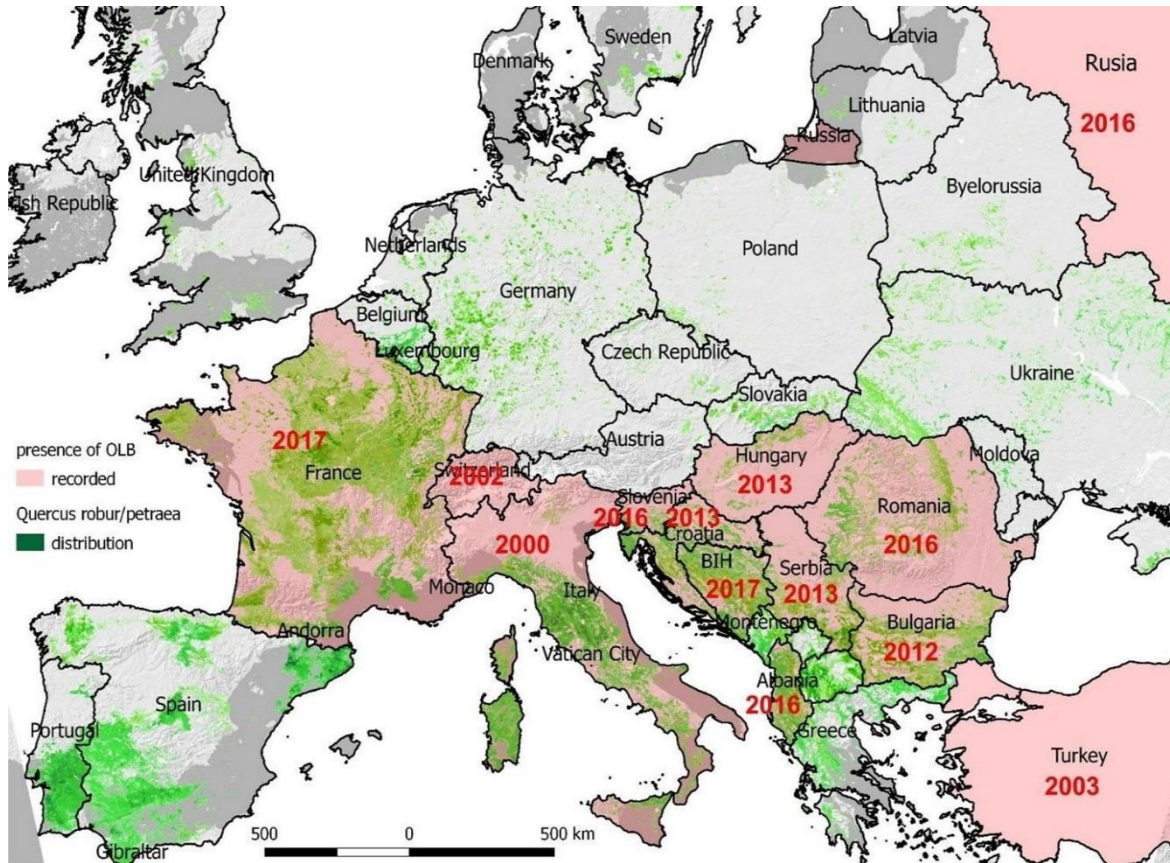 Sweden
Latvia
Denmark
Rusia
2016
Lithuania
Russia
United Kingdom
Byelorussia
ish Republic
Netherlands
Poland
Germany
Belgium
Luxembourg
Czech Republic
Ukraine
Slovakia
Austria
presence of OLB
recorded
Quercus robur/petraea
distribution
2017
France
Switzerland
2002
Hungary
2013
Moldova
Slovenia
2016
2013
Croatia
Romania
2016
2000
BIH
2017
Serbia
2013
Monaco
Italy
Montenegro
Bulgaria
2012
Andorra
Vatican City
Albania
2016
Spain
Portugal
Greece
Turkey
2003
Gibraltar
500 0 500 km